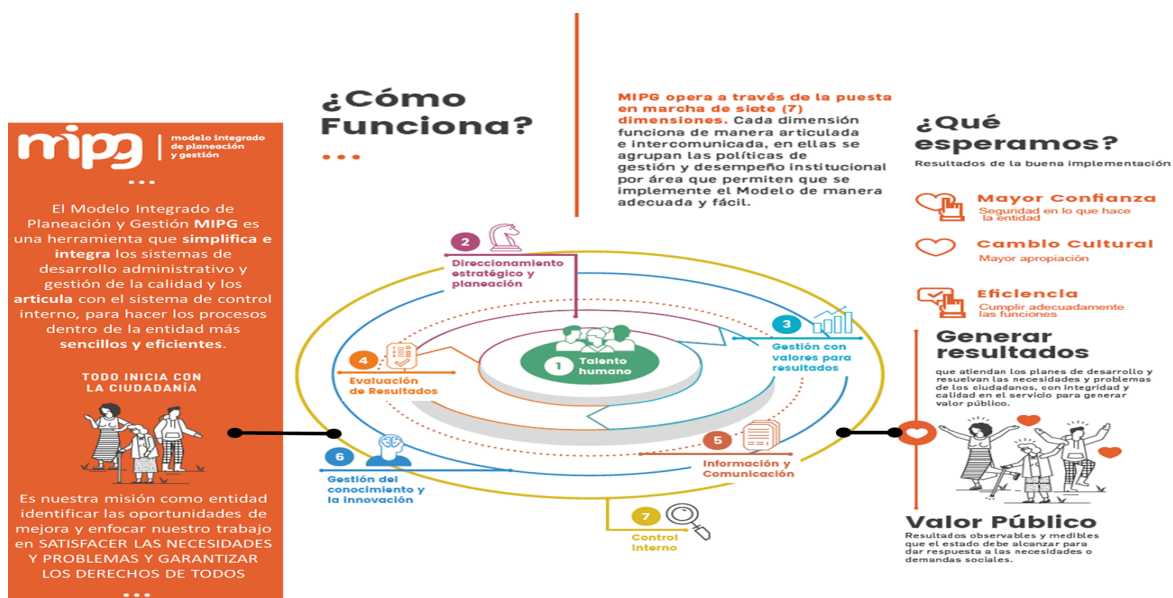 mipg
modelo integrado
de planeación
y gestión
El Modelo Integrado de
Planeación y Gestión MIPG es
una herramienta que simplifica e
integra los sistemas de
desarrollo administrativo y
gestión de la calidad y los
articula con el sistema de control
interno, para hacer los procesos
dentro de la entidad más
sencillos y eficientes.
TODO INICIA CON
LA CIUDADANÍA
Es nuestra misión como entidad
identificar las oportunidades de
mejora y enfocar nuestro trabajo
en SATISFACER LAS NECESIDADES
Y PROBLEMAS Y GARANTIZAR
LOS DERECHOS DE TODOS
¿Cómo
Funciona?
MIPG opera a través de la puesta
en marcha de siete (7)
dimensiones. Cada dimensión
funciona de manera articulada
e intercomunicada, en ellas se
agrupan las políticas de
gestión y desempeño institucional
por área que permiten que se
implemente el Modelo de manera
adecuada y fácil.
1 Talento
humano
2
Direccionamiento
estratégico y
planeación
3
Gestión con
valores para
resultados
4
Evaluación
de Resultados
5
Información y
Comunicación
6
Gestión del
conocimiento y
la innovación
7
Control
Interno
¿Qué
esperamos?
Resultados de la buena implementación
Mayor Confianza
Seguridad en lo que hace
la entidad
Cambio Cultural
Mayor apropiación
Eficiencia
Cumplir adecuadamente
las funciones
Generar
resultados
que atiendan los planes de desarrollo y
resuelvan las necesidades y problemas
de los ciudadanos, con integridad y
calidad en el servicio para generar
valor público.
Valor Público
Resultados observables y medibles
que el estado debe alcanzar para
dar respuesta a las necesidades o
demandas sociales.